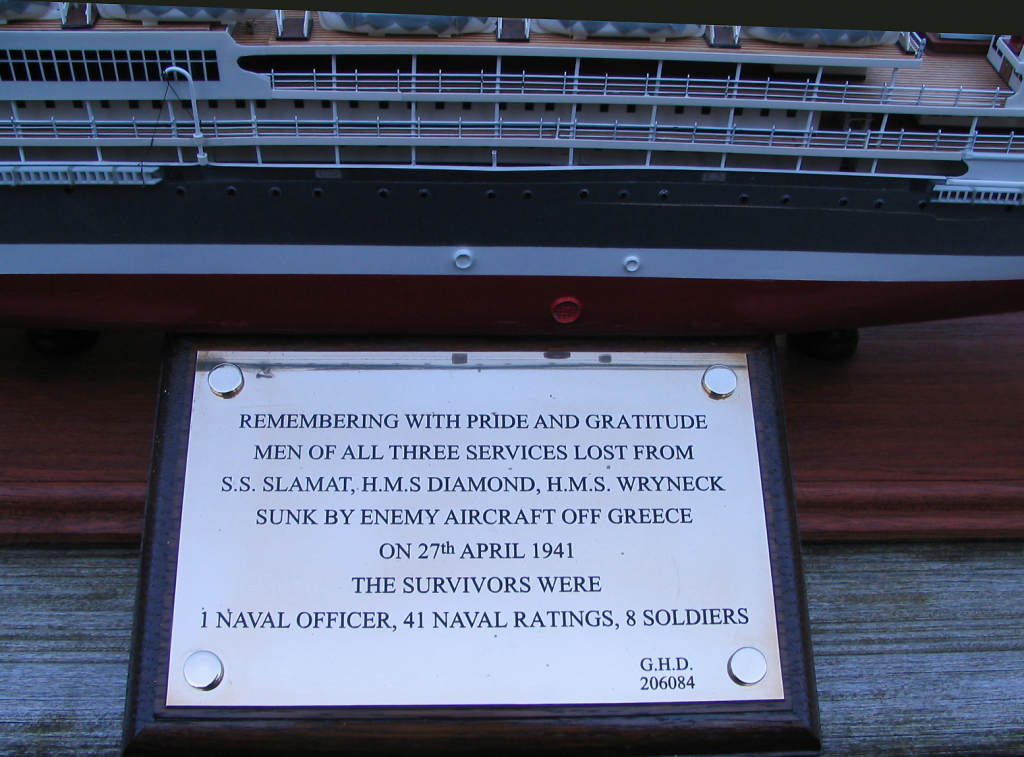 REMEMBERING WITH PRIDE AND GRATITUDE
MEN OF ALL THREE SERVICES LOST FROM
S.S. SLAMAT, H.M.S DIAMOND, H.M.S. WRYNECK
SUNK BY ENEMY AIRCRAFT OFF GREECE
ON 27th APRIL 1941
THE SURVIVORS WERE
1 NAVAL OFFICER, 41 NAVAL RATINGS, 8 SOLDIERS
G.H.D.
206084